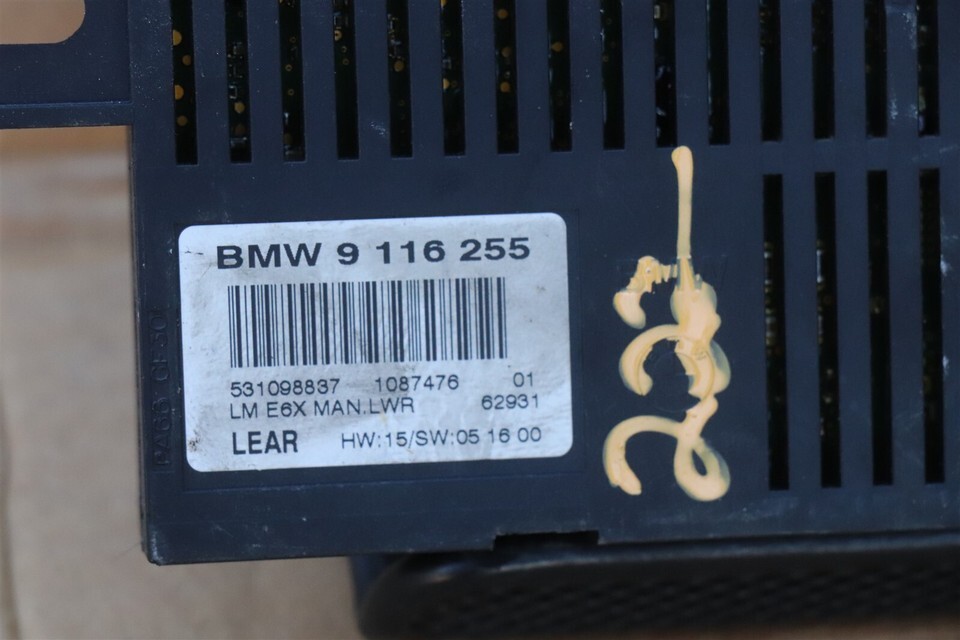 BMW 9 116 255
531098837 1087476 01
LM E6X MAN.LWR 62931
LEAR HW:15/SW:05 16 00